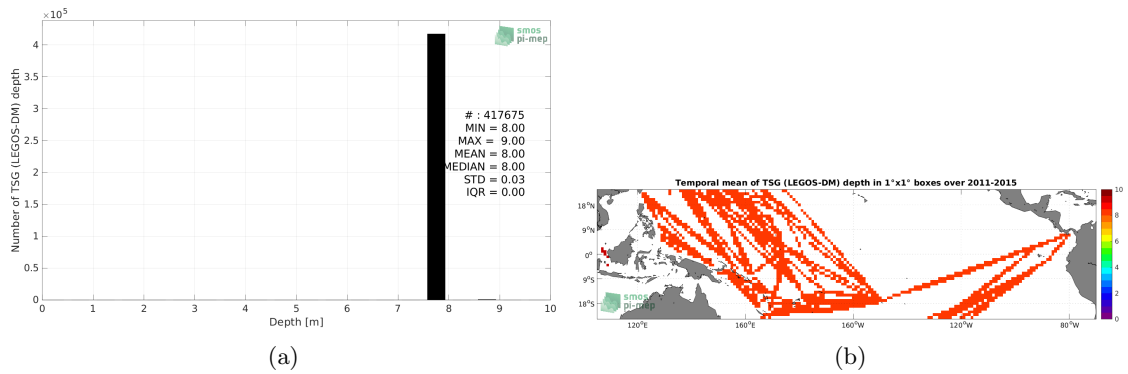 ×10⁵
4
3.5
3
2.5
2
1.5
1
0.5
0
Number of TSG (LEGOS-DM) depth
smos
pi-mep
# : 417675
MIN = 8.00
MAX = 9.00
MEAN = 8.00
MEDIAN = 8.00
STD = 0.03
IQR = 0.00
0 1 2 3 4 5 6 7 8 9 10
Depth [m]
(a)
Temporal mean of TSG (LEGOS-DM) depth in 1°x1° boxes over 2011-2015
18°N
9°N
0°
9°S
18°S
smos
pi-mep
120°E 160°E 160°W 120°W 80°W
10
8
6
4
2
0
(b)